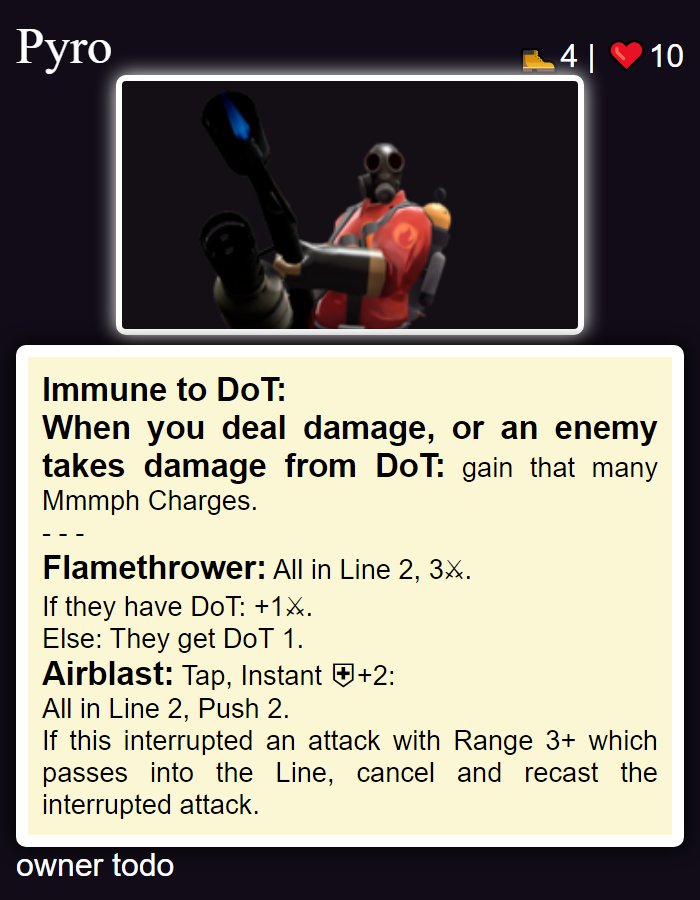 Pyro
4 | 10
Immune to DoT:
When you deal damage, or an enemy
takes damage from DoT: gain that many
Mmmph Charges.
- - -
Flamethrower: All in Line 2, 3⚔.
If they have DoT: +1⚔.
Else: They get DoT 1.
Airblast: Tap, Instant ⛨+2:
All in Line 2, Push 2.
If this interrupted an attack with Range 3+ which
passes into the Line, cancel and recast the
interrupted attack.
owner todo